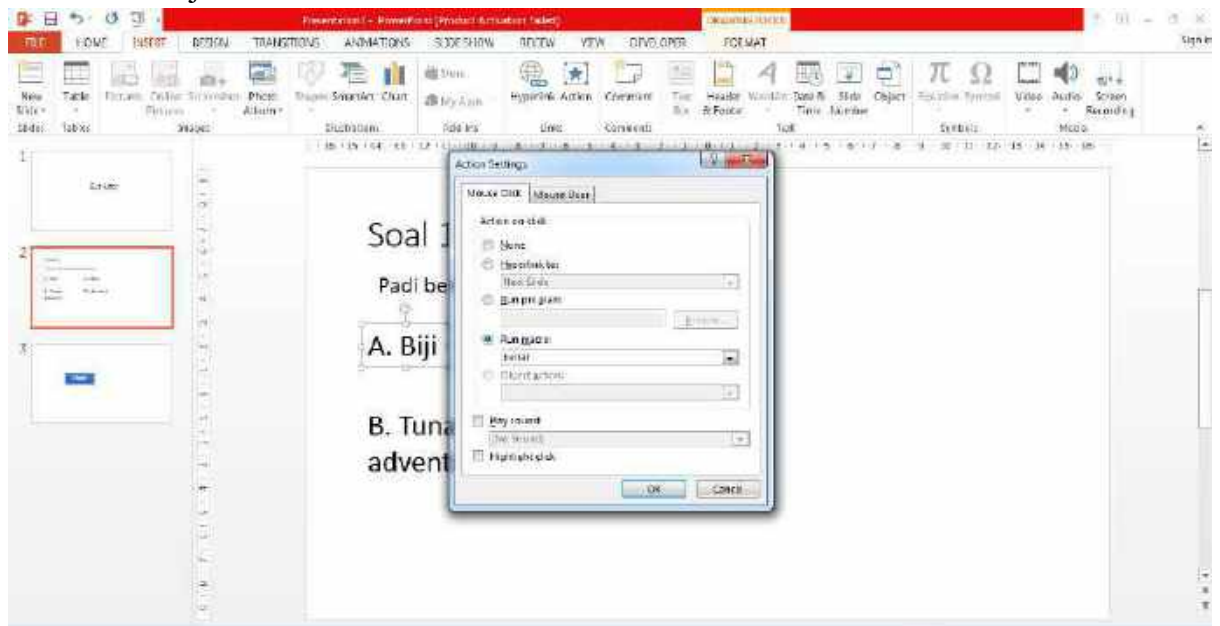 Presentation1 - PowerPoint (Product Activation Failed)
FILE HOME INSERT DESIGN TRANSITIONS ANIMATIONS SLIDE SHOW REVIEW VIEW DEVELOPER FORMAT Sign in
New Slide Table Pictures Online Pictures Screenshot Photo Album Shapes SmartArt Chart Store My Apps Hyperlink Action Comment Text Box Header & Footer WordArt Date & Time Slide Number Object Equation Symbol Video Audio Screen Recording
Slides Tables Images Illustrations Add-ins Links Comments Text Symbols Media
1
2
3
Soal 1
Padi be
A. Biji
B. Tuna
advent
Action Settings
Mouse Click Mouse Over
Action on click
None
Hyperlink to:
Next Slide
Run program:
Browse...
Run macro:
Object action:
Play sound:
[No Sound]
Highlight click
OK Cancel